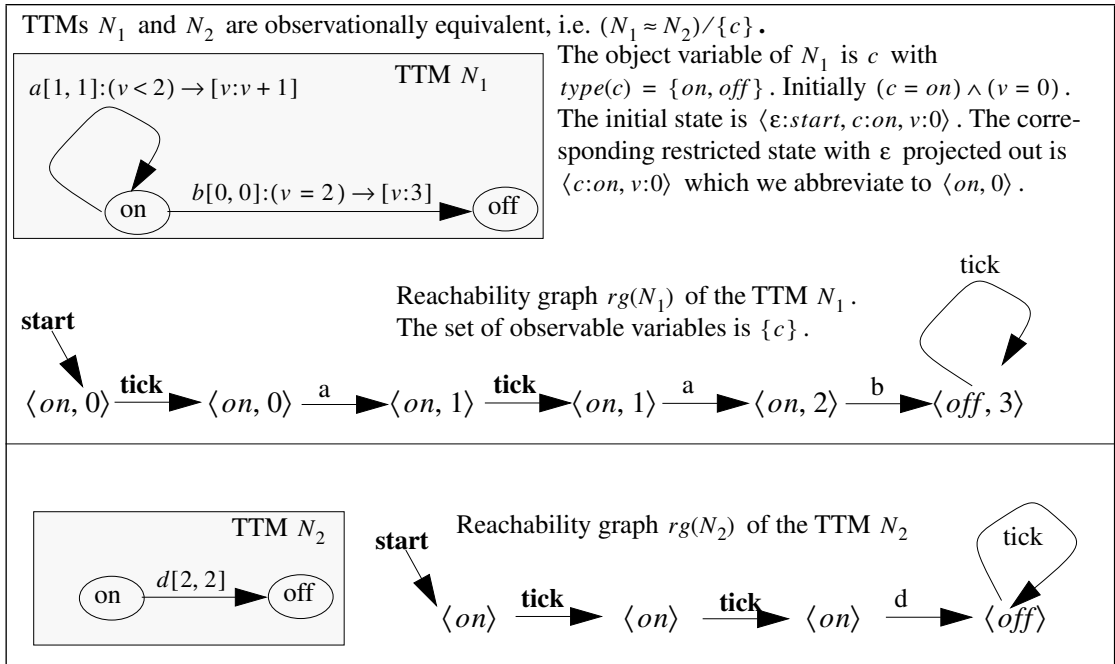 TTMs N₁ and N₂ are observationally equivalent, i.e. (N₁ ≈ N₂)/{c}.
TTM N₁
a[1, 1]:(v < 2) → [v:v + 1]
on
b[0, 0]:(v = 2) → [v:3]
off
The object variable of N₁ is c with
type(c) = {on, off}. Initially (c = on) ∧ (v = 0).
The initial state is ⟨ε:start, c:on, v:0⟩. The corre-
sponding restricted state with ε projected out is
⟨c:on, v:0⟩ which we abbreviate to ⟨on, 0⟩.
Reachability graph rg(N₁) of the TTM N₁.
The set of observable variables is {c}.
tick
start
⟨on, 0⟩ tick ⟨on, 0⟩ a ⟨on, 1⟩ tick ⟨on, 1⟩ a ⟨on, 2⟩ b ⟨off, 3⟩
TTM N₂
on d[2, 2] off
Reachability graph rg(N₂) of the TTM N₂
start
tick
⟨on⟩ tick ⟨on⟩ tick ⟨on⟩ d ⟨off⟩